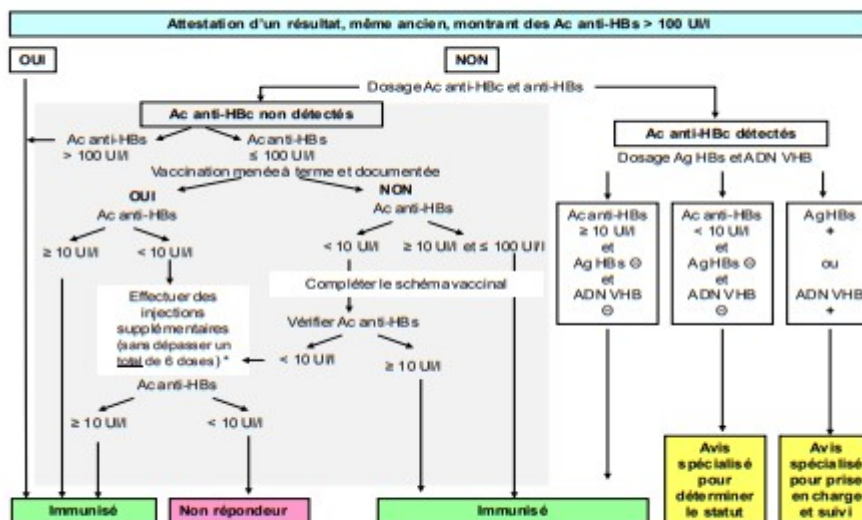 Attestation d'un résultat, même ancien, montrant des Ac anti-HBs > 100 UI/l
OUI
NON
Dosage Ac anti-HBc et anti-HBs
Ac anti-HBc non détectés
Ac anti-HBs
> 100 UI/l
Ac anti-HBs
≤ 100 UI/l
Vaccination menée à terme et documentée
OUI
Ac anti-HBs
≥ 10 UI/l
< 10 UI/l
NON
Ac anti-HBs
< 10 UI/l
≥ 10 UI/l et ≤ 100 UI/l
Compléter le schéma vaccinal
Effectuer des
injections
supplémentaires
(sans dépasser un
total de 6 doses) *
Vérifier Ac anti-HBs
< 10 UI/l
≥ 10 UI/l
Ac anti-HBs
≥ 10 UI/l
< 10 UI/l
Ac anti-HBc détectés
Dosage Ag HBs et ADN VHB
Ac anti-HBs
≥ 10 UI/l
et
Ag HBs ⊝
et
ADN VHB
⊝
Ac anti-HBs
< 10 UI/l
et
Ag HBs ⊝
et
ADN VHB
⊝
Ag HBs
+
ou
ADN VHB
+
Immunisé
Non répondeur
Immunisé
Avis
spécialisé
pour
déterminer
le statut
Avis
spécialisé
pour prise
en charge
et suivi